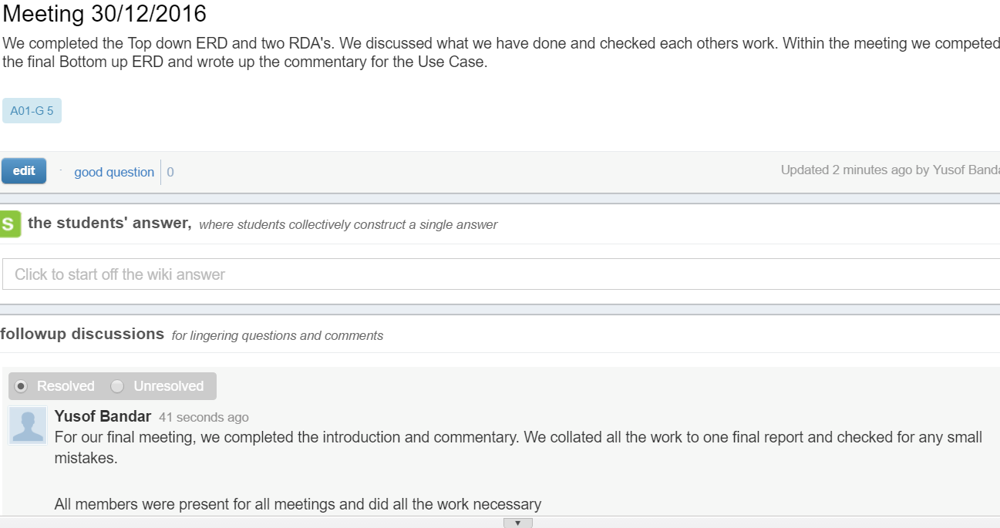 Meeting 30/12/2016
We completed the Top down ERD and two RDA's. We discussed what we have done and checked each others work. Within the meeting we competed
the final Bottom up ERD and wrote up the commentary for the Use Case.
A01-G 5
edit · good question 0 Updated 2 minutes ago by Yusof Banda
S the students' answer, where students collectively construct a single answer
Click to start off the wiki answer
followup discussions for lingering questions and comments
Resolved Unresolved
Yusof Bandar 41 seconds ago
For our final meeting, we completed the introduction and commentary. We collated all the work to one final report and checked for any small
mistakes.
All members were present for all meetings and did all the work necessary